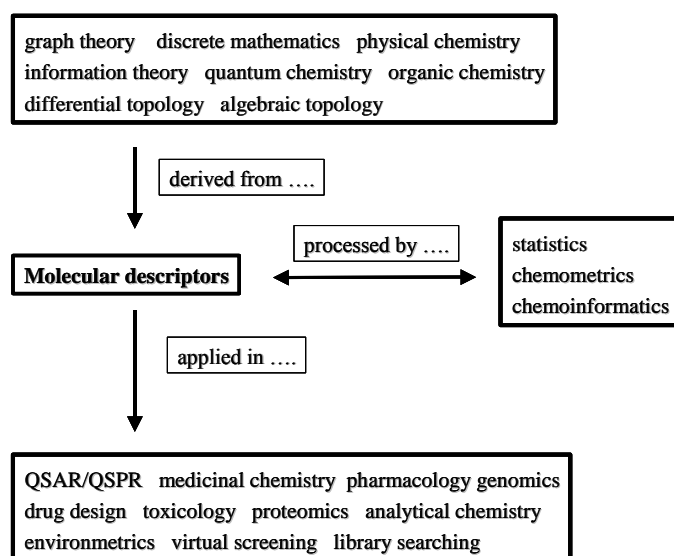 graph theory discrete mathematics physical chemistry
information theory quantum chemistry organic chemistry
differential topology algebraic topology
derived from ....
processed by ....
statistics
chemometrics
chemoinformatics
Molecular descriptors
applied in ....
QSAR/QSPR medicinal chemistry pharmacology genomics
drug design toxicology proteomics analytical chemistry
environmetrics virtual screening library searching